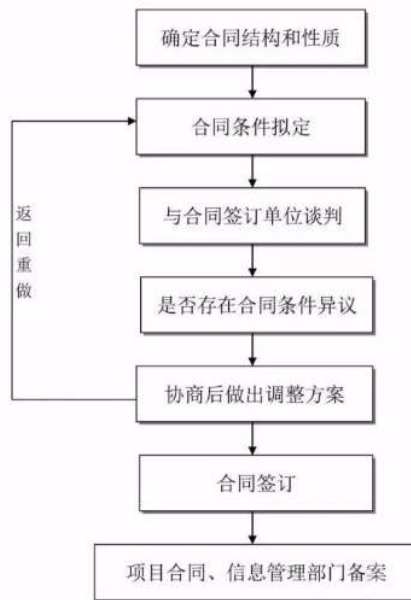 确定合同结构和性质
合同条件拟定
与合同签订单位谈判
是否存在合同条件异议
协商后做出调整方案
合同签订
项目合同、信息管理部门备案
返回重做